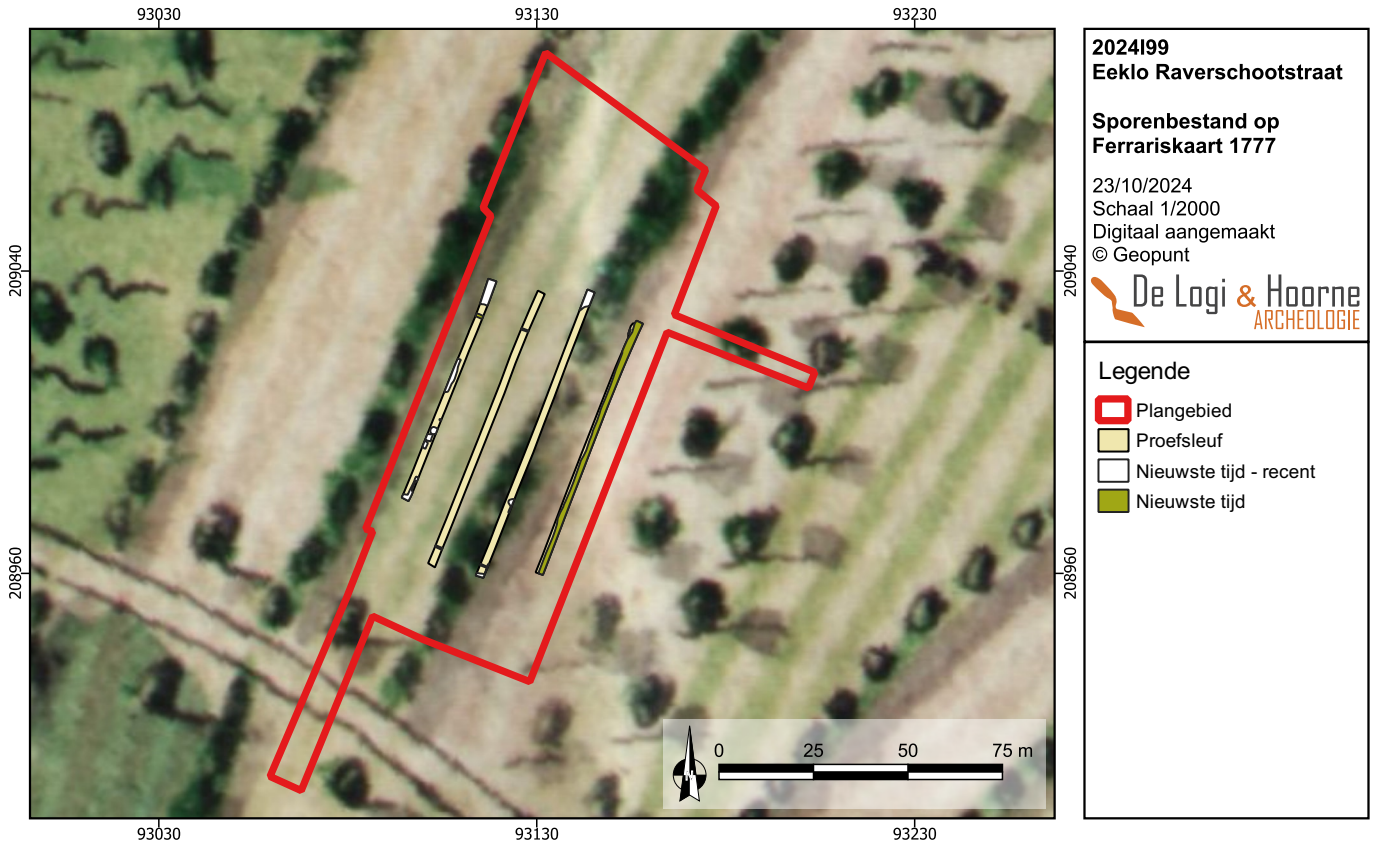 93030
93130
93230
209040
208960
209040
208960
93030
93130
93230
0 25 50 75 m
N
2024I99
Eeklo Raverschootstraat
Sporenbestand op
Ferrariskaart 1777
23/10/2024
Schaal 1/2000
Digitaal aangemaakt
© Geopunt
De Logi & Hoorne
ARCHEOLOGIE
Legende
Plangebied
Proefsleuf
Nieuwste tijd - recent
Nieuwste tijd